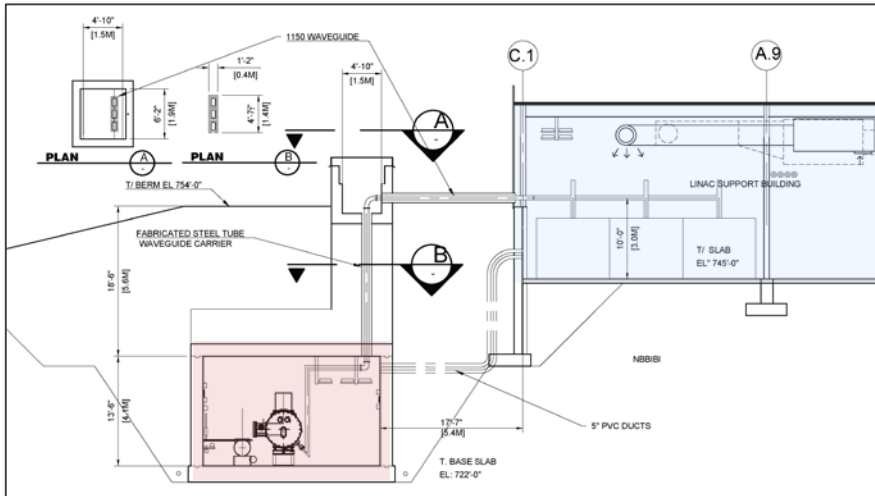 4'-10"
[1.5M]
1150 WAVEGUIDE
1'-2"
[0.4M]
4'-10"
[1.5M]
C.1
A.9
6'-2"
[1.9M]
4'-7½"
[1.4M]
A
-
PLAN
A
-
PLAN
B
-
T/ BERM EL 754'-0"
LINAC SUPPORT BUILDING
FABRICATED STEEL TUBE
WAVEGUIDE CARRIER
B
-
10'-0"
[3.0M]
T/ SLAB
EL" 745'-0"
18'-6"
[5.6M]
NBBIBI
13'-6"
[4.4M]
17'-7"
[5.4M]
5" PVC DUCTS
T. BASE SLAB
EL: 722'-0"